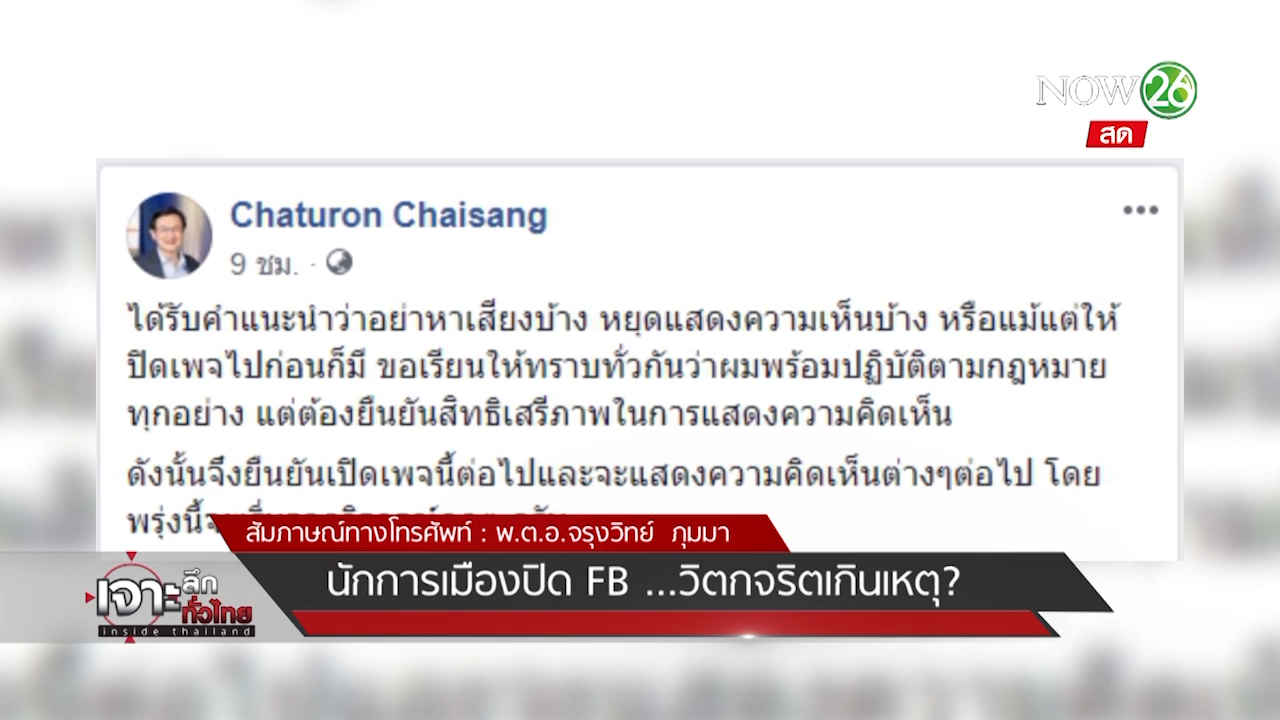 NOW 26
สด
Chaturon Chaisang
9 ชม. ·
ได้รับคำแนะนำว่าอย่าหาเสียงบ้าง หยุดแสดงความเห็นบ้าง หรือแม้แต่ให้
ปิดเพจไปก่อนก็มี ขอเรียนให้ทราบทั่วกันว่าผมพร้อมปฏิบัติตามกฎหมาย
ทุกอย่าง แต่ต้องยืนยันสิทธิเสรีภาพในการแสดงความคิดเห็น
ดังนั้นจึงยืนยันเปิดเพจนี้ต่อไปและจะแสดงความคิดเห็นต่างๆต่อไป โดย
พรุ่งนี้
สัมภาษณ์ทางโทรศัพท์ : พ.ต.อ.จรุงวิทย์ ภุมมา
นักการเมืองปิด FB ...วิตกจริตเกินเหตุ?
เจาะลึกทั่วไทย
inside thailand